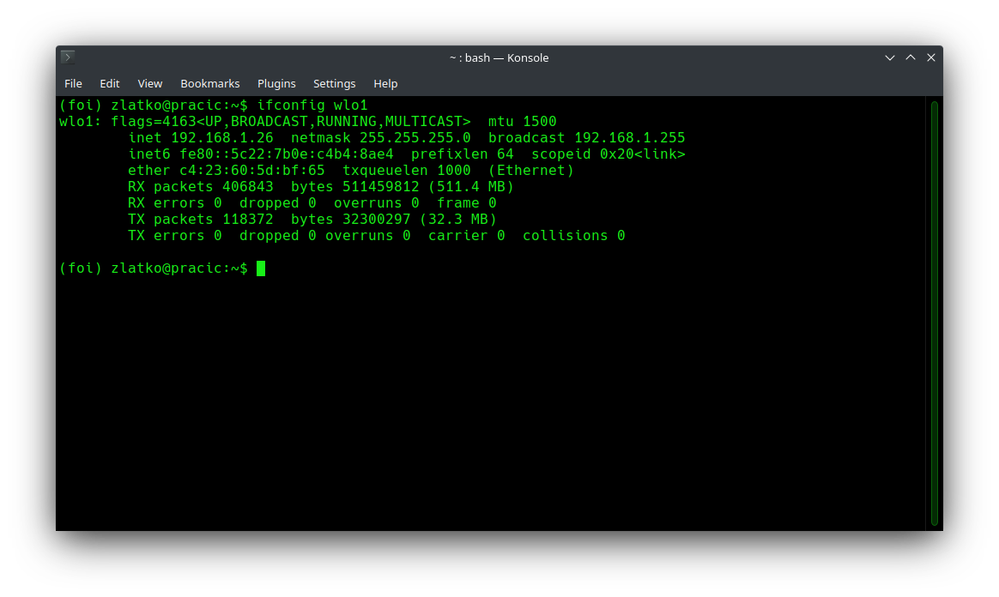 ~ : bash — Konsole
File Edit View Bookmarks Plugins Settings Help
(foi) zlatko@pracic:~$ ifconfig wlo1
wlo1: flags=4163<UP,BROADCAST,RUNNING,MULTICAST>  mtu 1500
        inet 192.168.1.26  netmask 255.255.255.0  broadcast 192.168.1.255
        inet6 fe80::5c22:7b0e:c4b4:8ae4  prefixlen 64  scopeid 0x20<link>
        ether c4:23:60:5d:bf:65  txqueuelen 1000  (Ethernet)
        RX packets 406843  bytes 511459812 (511.4 MB)
        RX errors 0  dropped 0  overruns 0  frame 0
        TX packets 118372  bytes 32300297 (32.3 MB)
        TX errors 0  dropped 0 overruns 0  carrier 0  collisions 0
(foi) zlatko@pracic:~$